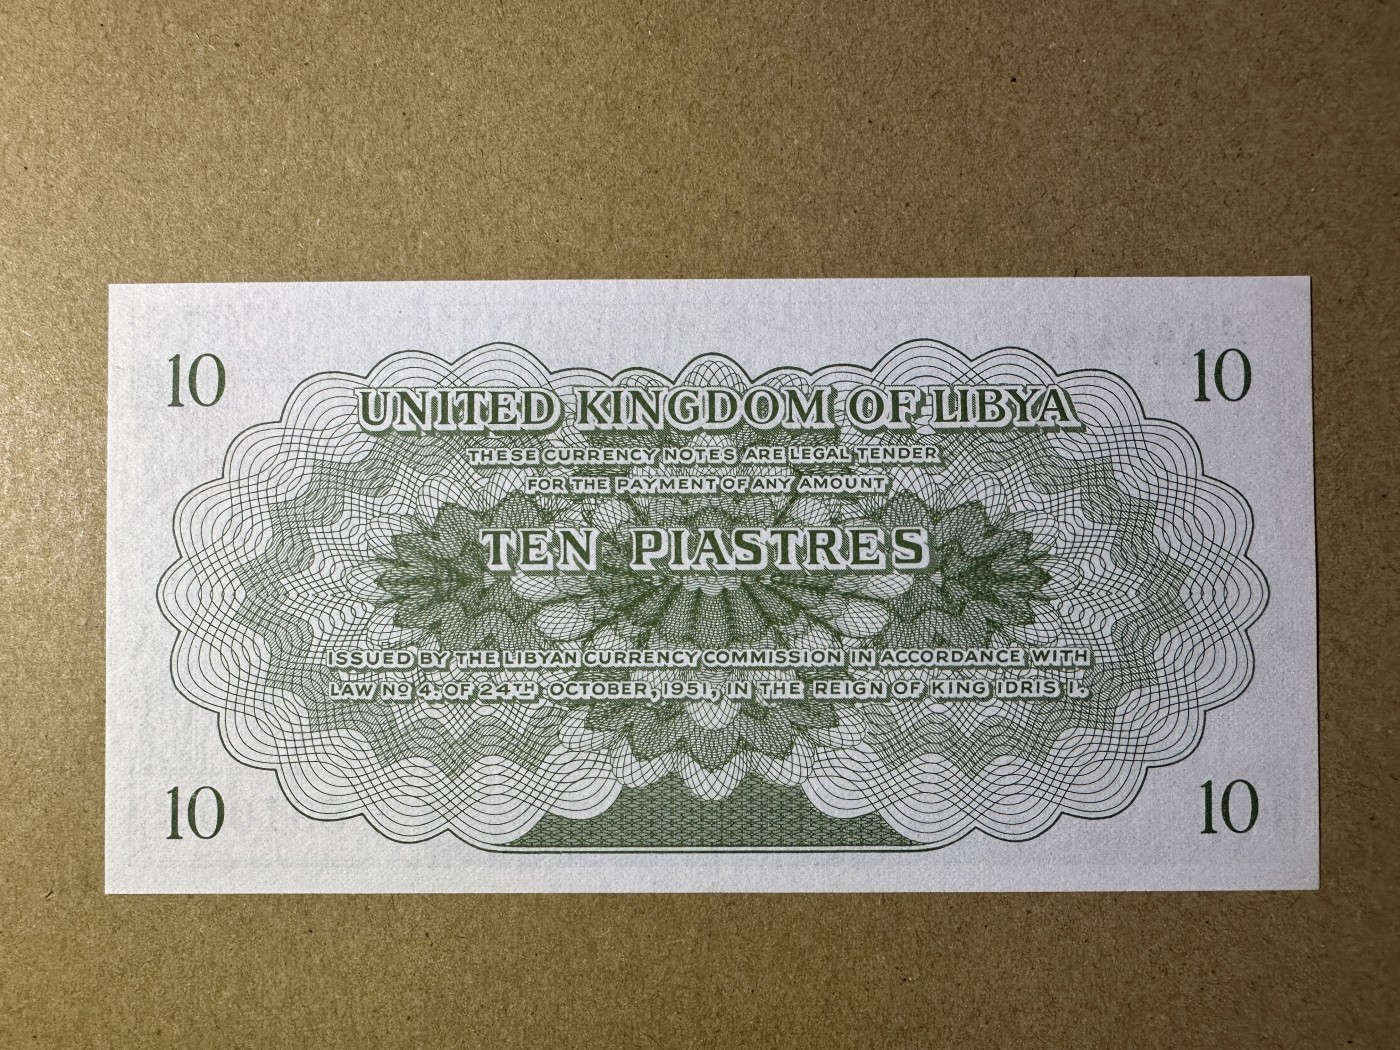 10 10
UNITED KINGDOM OF LIBYA
THESE CURRENCY NOTES ARE LEGAL TENDER
FOR THE PAYMENT OF ANY AMOUNT
TEN PIASTRES
ISSUED BY THE LIBYAN CURRENCY COMMISSION IN ACCORDANCE WITH
LAW Nº 4. OF 24TH OCTOBER, 1951, IN THE REIGN OF KING IDRIS I.
10 10